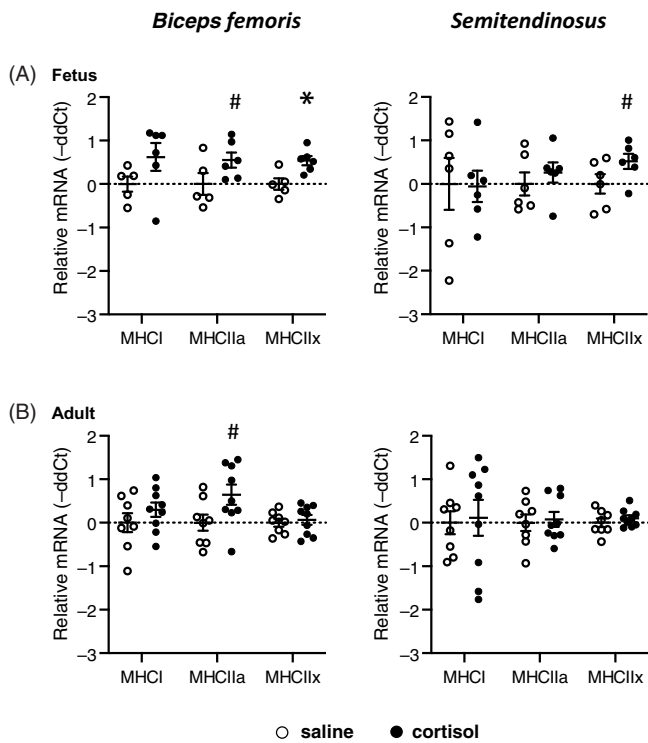 Biceps femoris Semitendinosus
(A) Fetus
Relative mRNA (–ddCt)
2
1
0
–1
–2
–3
# *
MHCI MHCIIa MHCIIx
Relative mRNA (–ddCt)
2
1
0
–1
–2
–3
#
MHCI MHCIIa MHCIIx
(B) Adult
Relative mRNA (–ddCt)
2
1
0
–1
–2
–3
#
MHCI MHCIIa MHCIIx
Relative mRNA (–ddCt)
2
1
0
–1
–2
–3
MHCI MHCIIa MHCIIx
saline cortisol